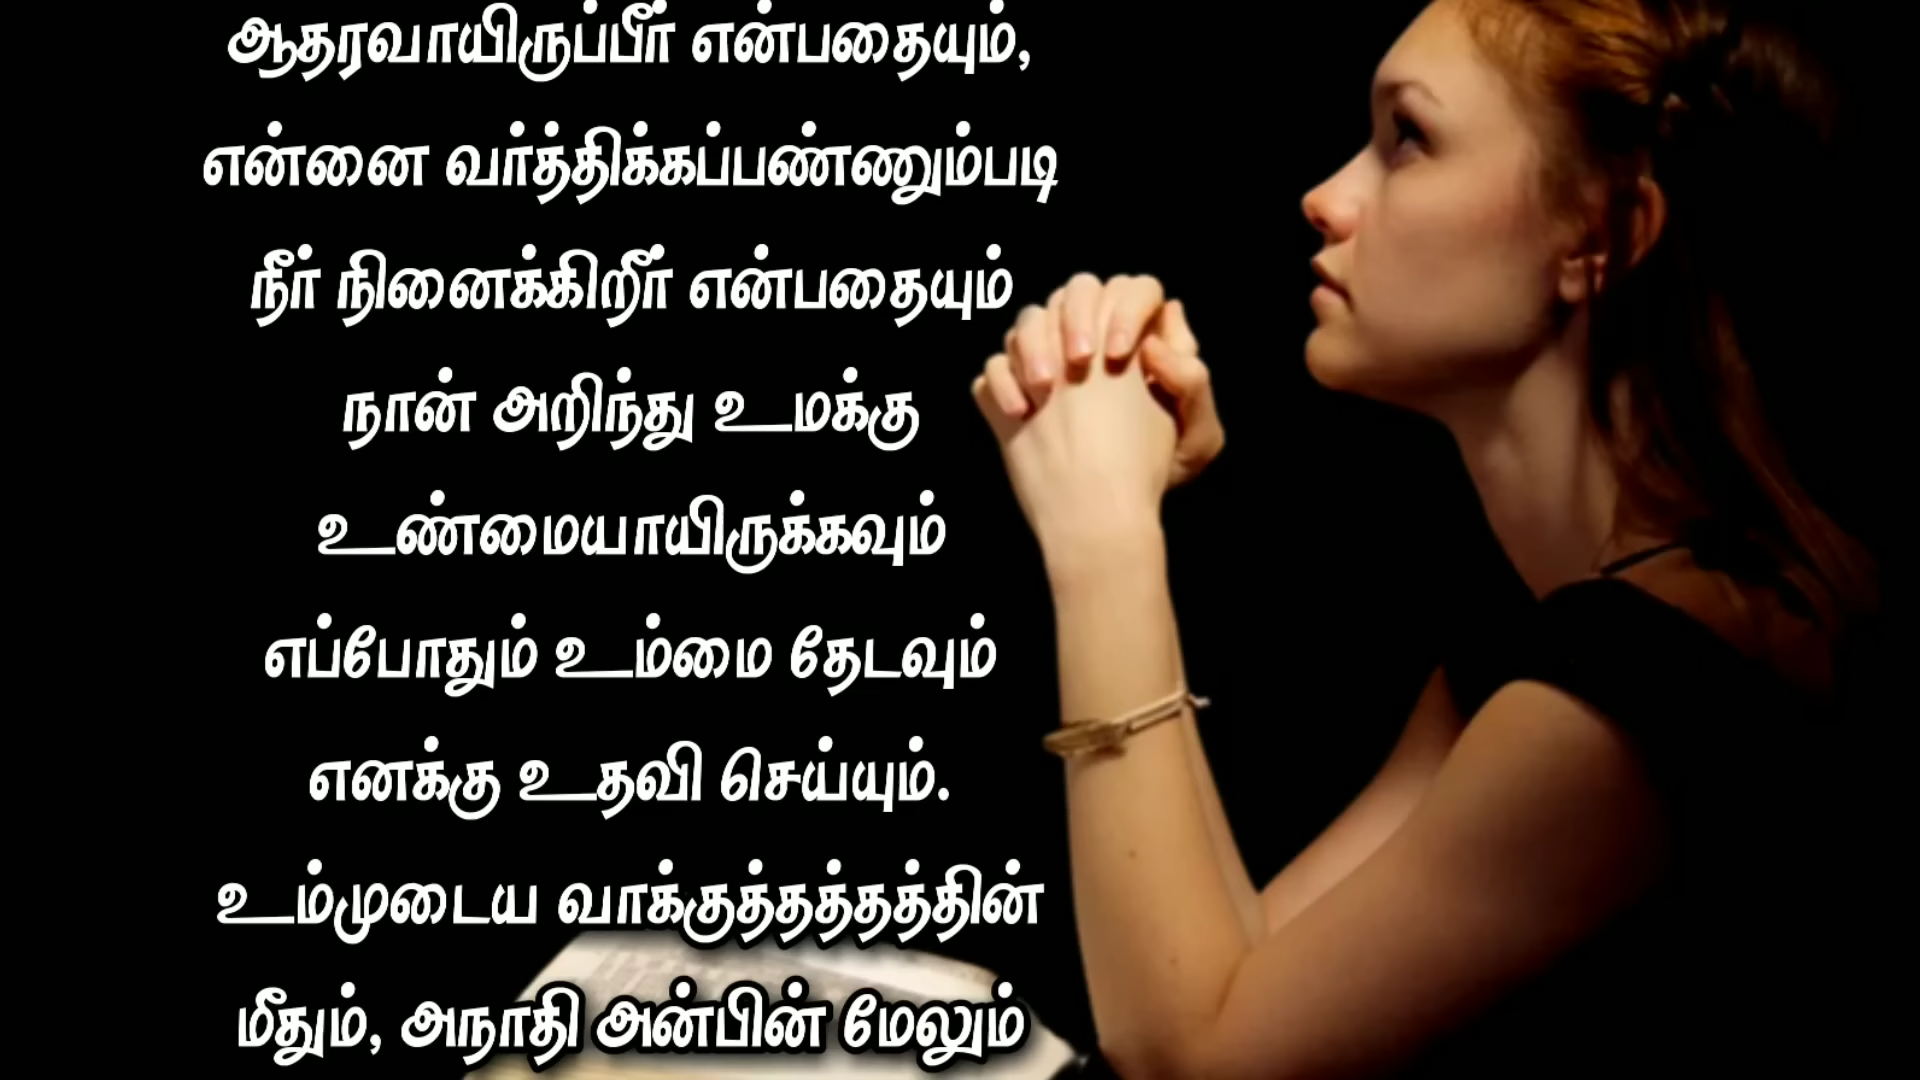 ஆதரவாயிருப்பீர் என்பதையும்,
என்னை வர்த்திக்கப்பண்ணும்படி
நீர் நினைக்கிறீர் என்பதையும்
நான் அறிந்து உமக்கு
உண்மையாயிருக்கவும்
எப்போதும் உம்மை தேடவும்
எனக்கு உதவி செய்யும்.
உம்முடைய வாக்குத்தத்தத்தின்
மீதும், அநாதி அன்பின் மேலும்